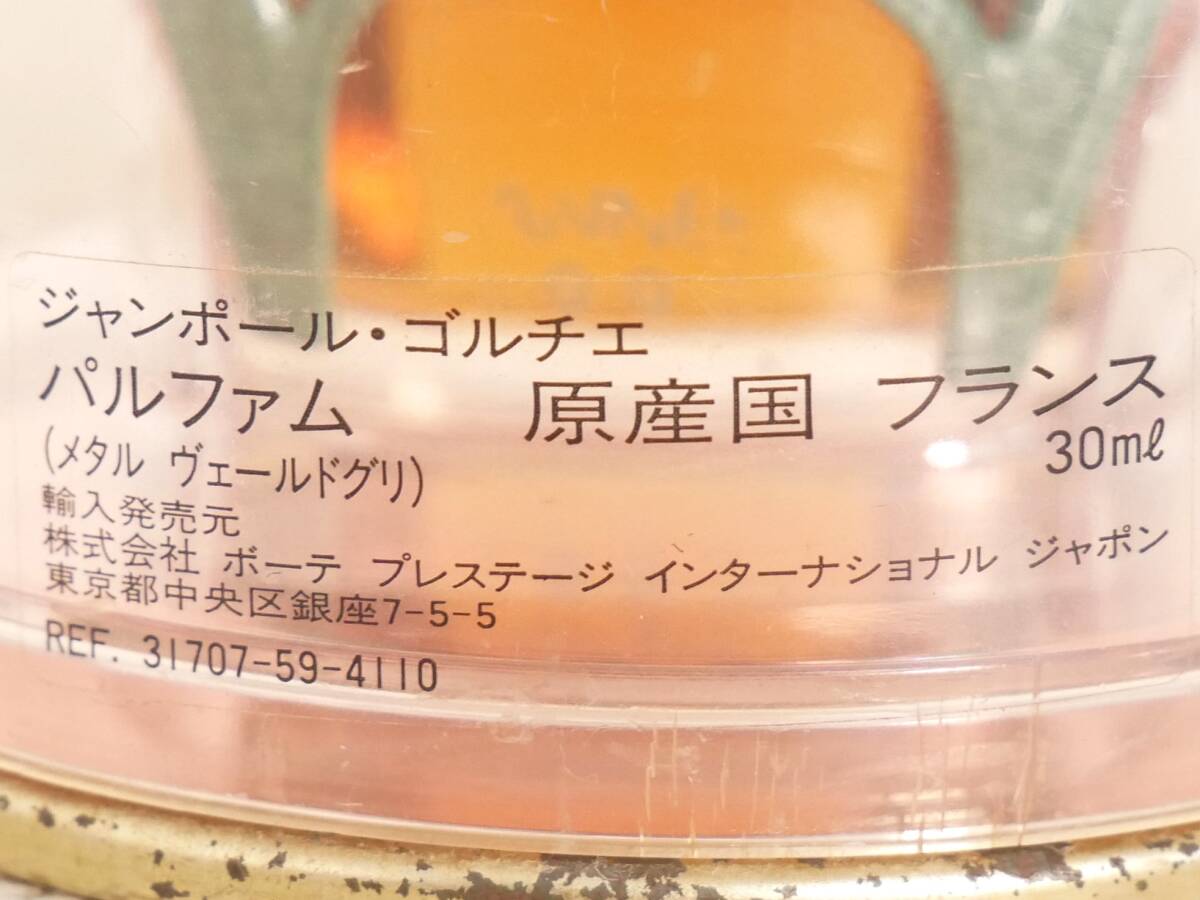 ジャンポール・ゴルチエ
パルファム 原産国 フランス
(メタル ヴェールドグリ) 30ml
輸入発売元
株式会社 ボーテ プレステージ インターナショナル ジャポン
東京都中央区銀座7-5-5
REF. 31707-59-4110